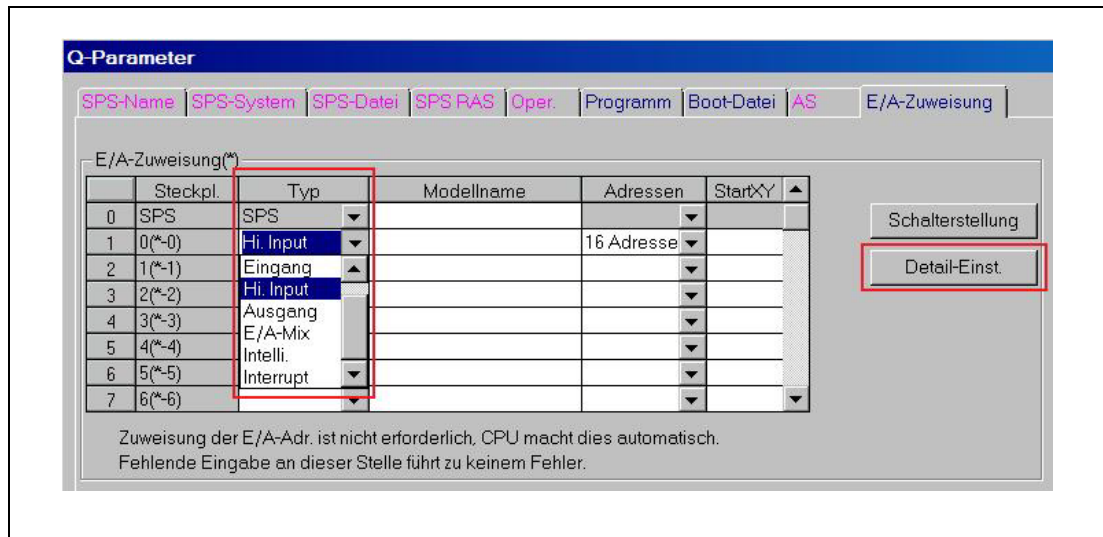 Q-Parameter
SPS-Name SPS-System SPS-Datei SPS RAS Oper. Programm Boot-Datei AS E/A-Zuweisung
E/A-Zuweisung(*)
Steckpl. Typ Modellname Adressen StartXY
0 SPS SPS
1 0(*-0) Hi. Input 16 Adresse
2 1(*-1)
3 2(*-2)
4 3(*-3)
5 4(*-4)
6 5(*-5)
7 6(*-6)
Eingang
Hi. Input
Ausgang
E/A-Mix
Intelli.
Interrupt
Schalterstellung
Detail-Einst.
Zuweisung der E/A-Adr. ist nicht erforderlich, CPU macht dies automatisch.
Fehlende Eingabe an dieser Stelle führt zu keinem Fehler.